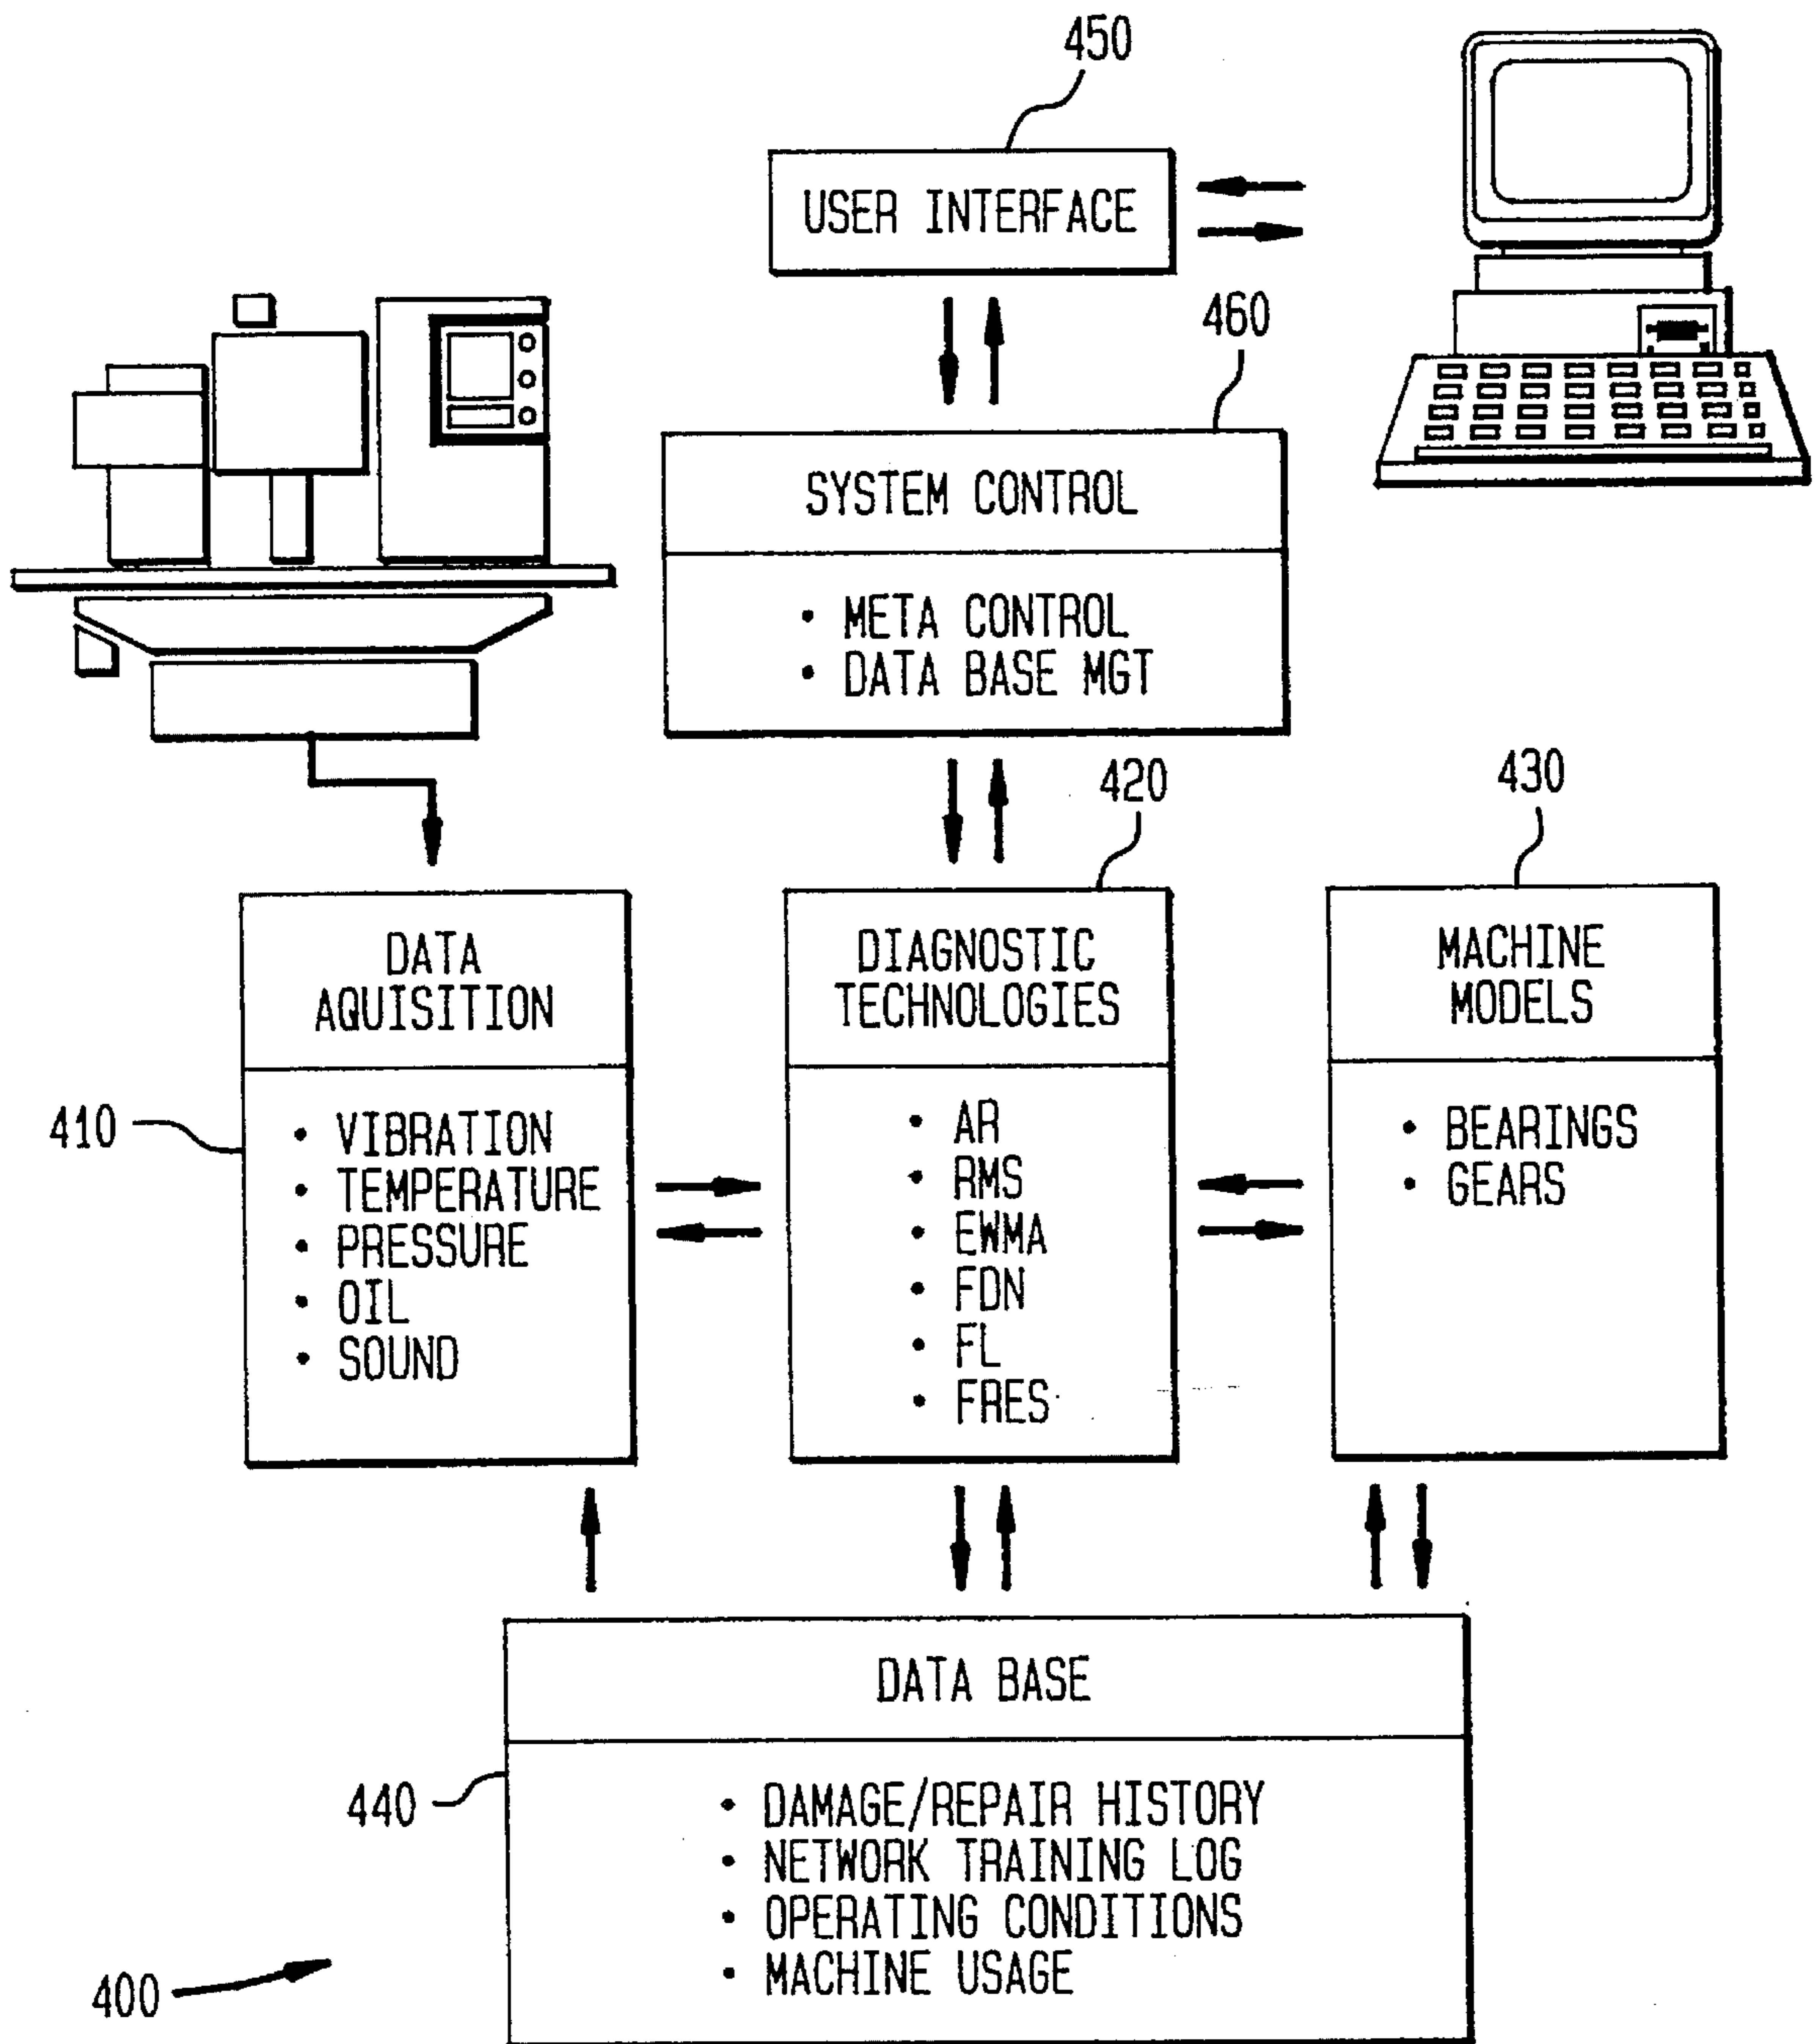 450
USER INTERFACE
460
SYSTEM CONTROL
• META CONTROL
• DATA BASE MGT
420
430
DATA
AQUISITION
DIAGNOSTIC
TECHNOLOGIES
MACHINE
MODELS
410
• VIBRATION
• TEMPERATURE
• PRESSURE
• OIL
• SOUND
• AR
• RMS
• EWMA
• FDN
• FL
• FRES
• BEARINGS
• GEARS
DATA BASE
440
• DAMAGE/REPAIR HISTORY
• NETWORK TRAINING LOG
• OPERATING CONDITIONS
• MACHINE USAGE
400